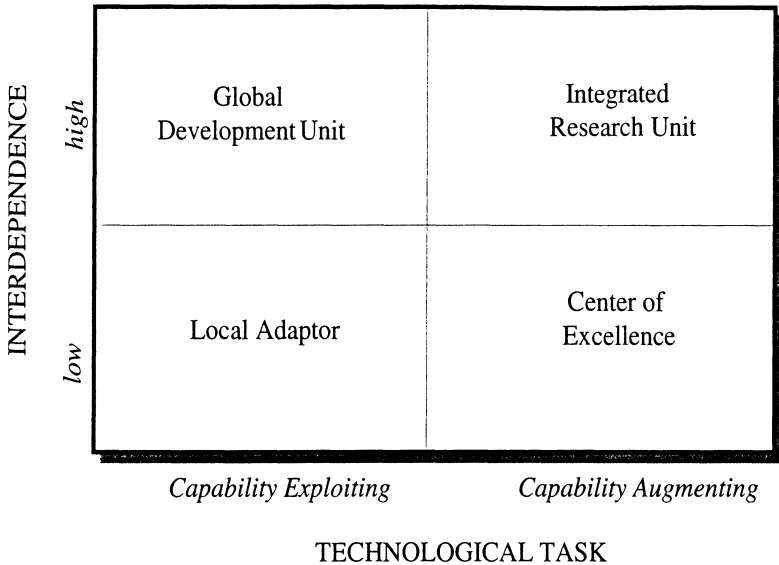 INTERDEPENDENCE
high
low
Global
Development Unit
Integrated
Research Unit
Local Adaptor
Center of
Excellence
Capability Exploiting
Capability Augmenting
TECHNOLOGICAL TASK